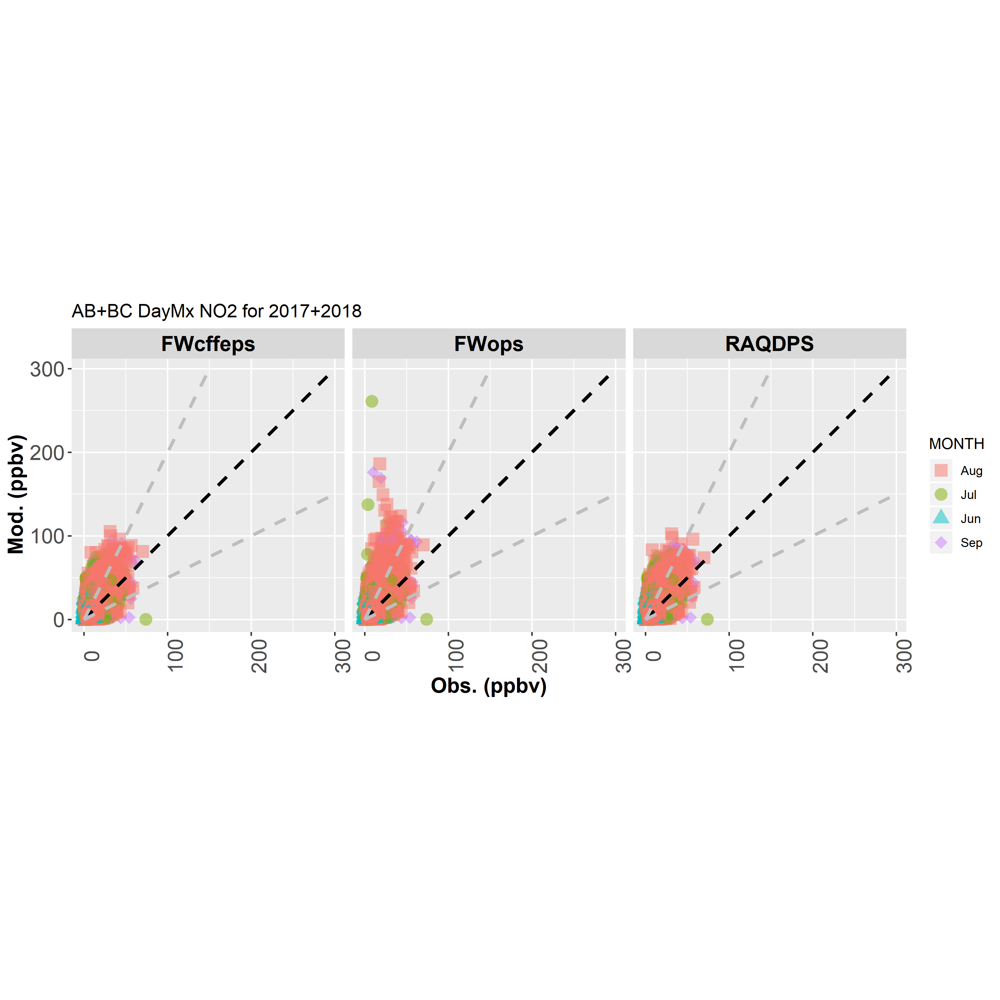 AB+BC DayMx NO2 for 2017+2018
FWcffeps
FWops
RAQDPS
300
200
100
0
Mod. (ppbv)
0
100
200
300
0
100
200
300
0
100
200
300
Obs. (ppbv)
MONTH
Aug
Jul
Jun
Sep